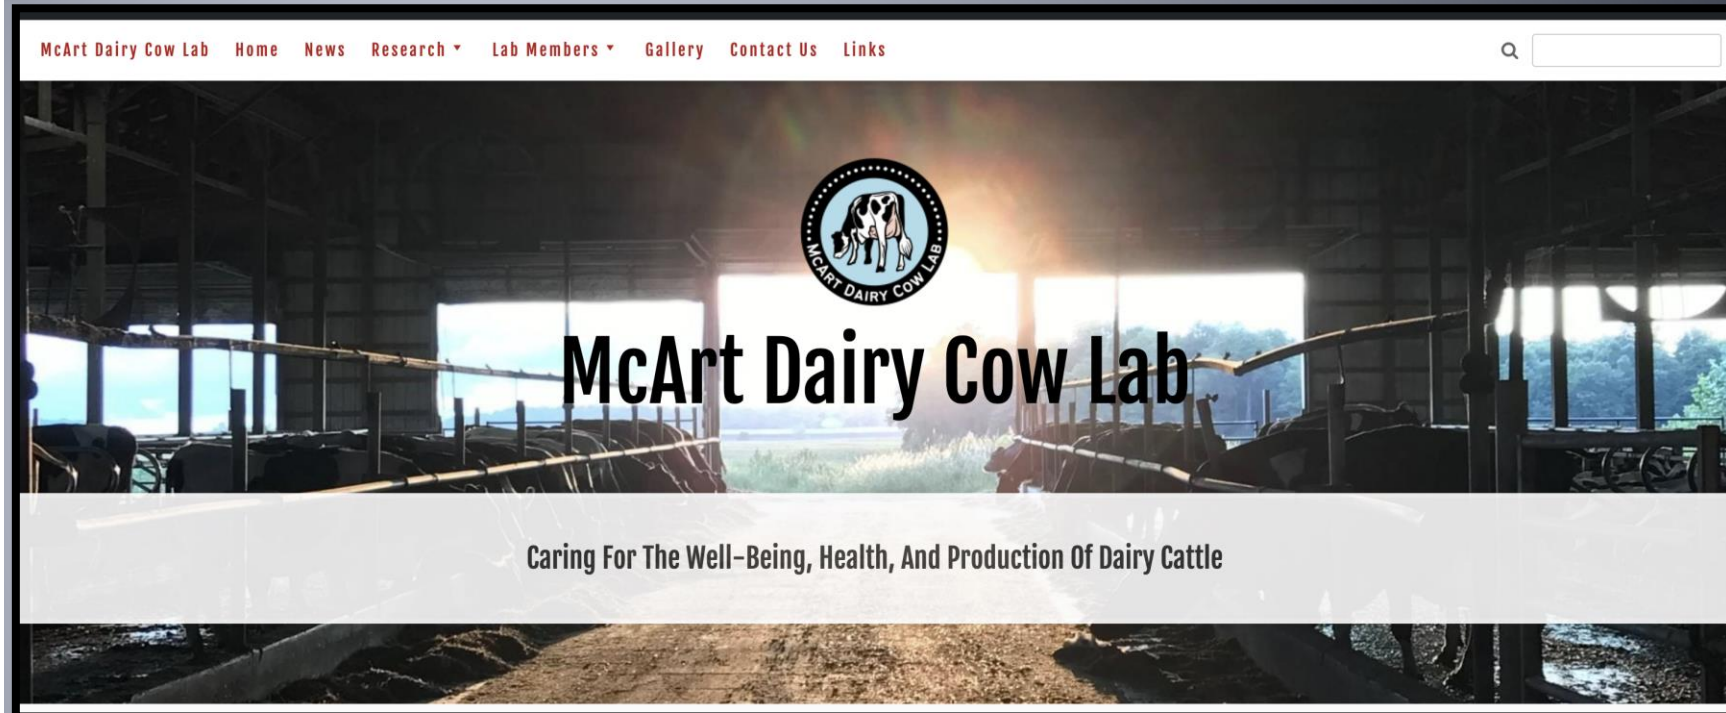 McArt Dairy Cow Lab Home News Research Lab Members Gallery Contact Us Links
McArt Dairy Cow Lab
McArt Dairy Cow Lab
Caring For The Well-Being, Health, And Production Of Dairy Cattle